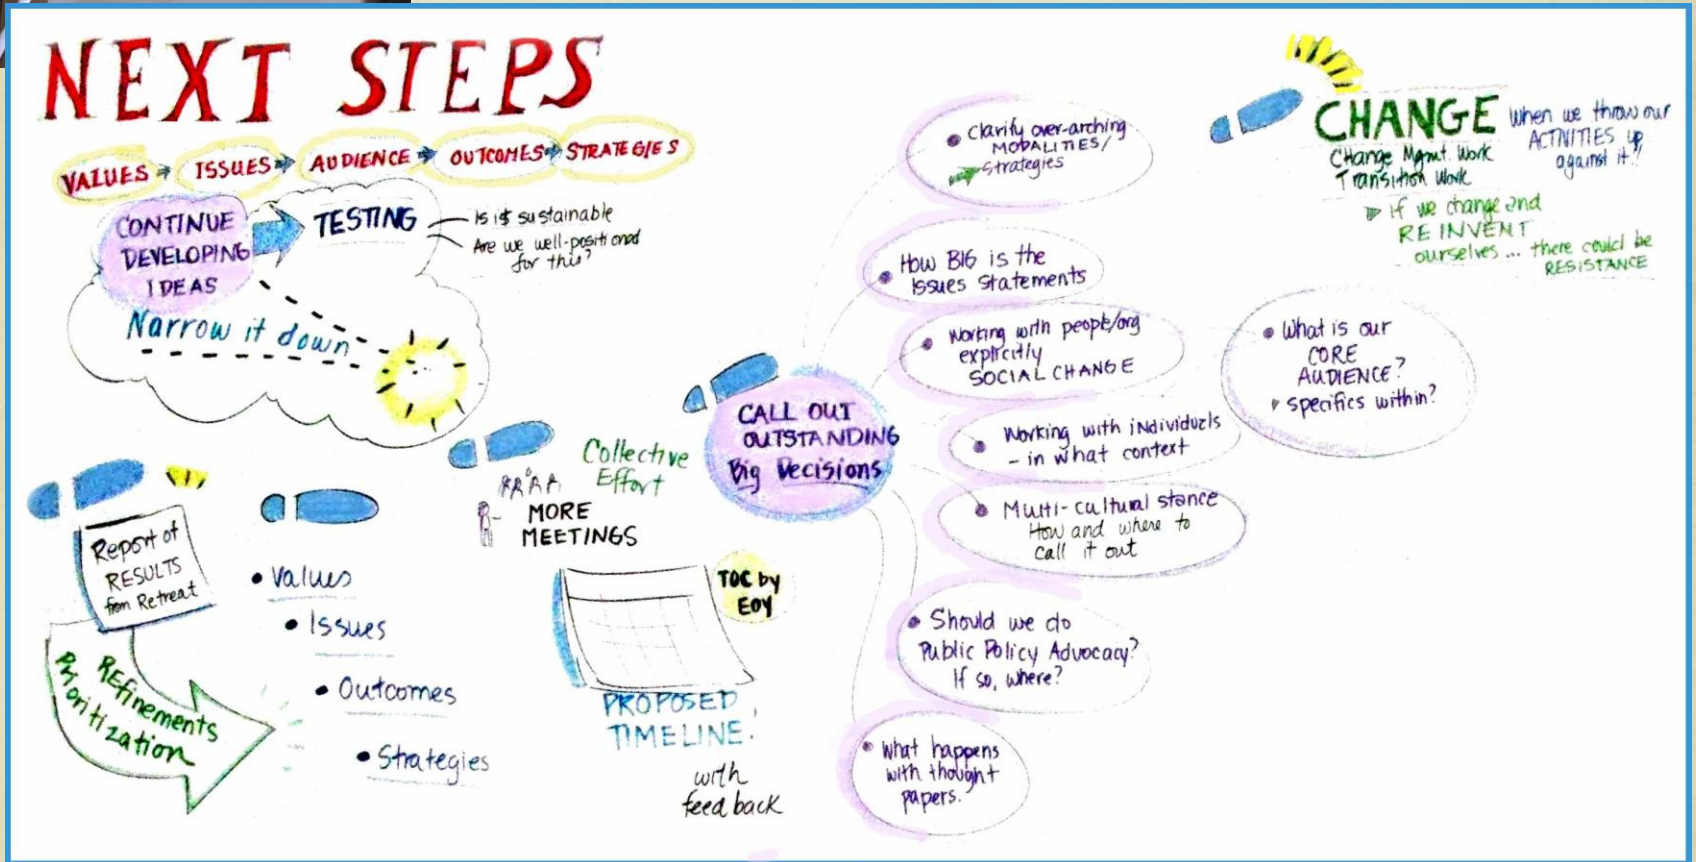 NEXT STEPS
VALUES ISSUES AUDIENCE OUTCOMES STRATEGIES
CONTINUE
DEVELOPING
IDEAS
TESTING
Is it sustainable
Are we well-positioned
for this?
Narrow it down
Report of
RESULTS
from Retreat
REfinements
PRioritization
• Values
• Issues
• Outcomes
• Strategies
Collective
Effort
MORE
MEETINGS
TOC by
EOY
PROPOSED
TIMELINE!
with
feedback
CALL OUT
OUTSTANDING
Big Decisions
• Clarify over-arching
MODALITIES/
Strategies
• How BIG is the
Issues Statements
• Working with people/org
explicitly
SOCIAL CHANGE
• Working with individuals
- in what context
• What is our
CORE
AUDIENCE?
specifics within?
• Multi-cultural stance
How and where to
call it out
• Should we do
Public Policy Advocacy?
If so, where?
• What happens
with thought
papers.
CHANGE
Change Mgmt. Work
Transition Work
When we throw our
ACTIVITIES up
against it!!
If we change and
REINVENT
ourselves... there could be
RESISTANCE